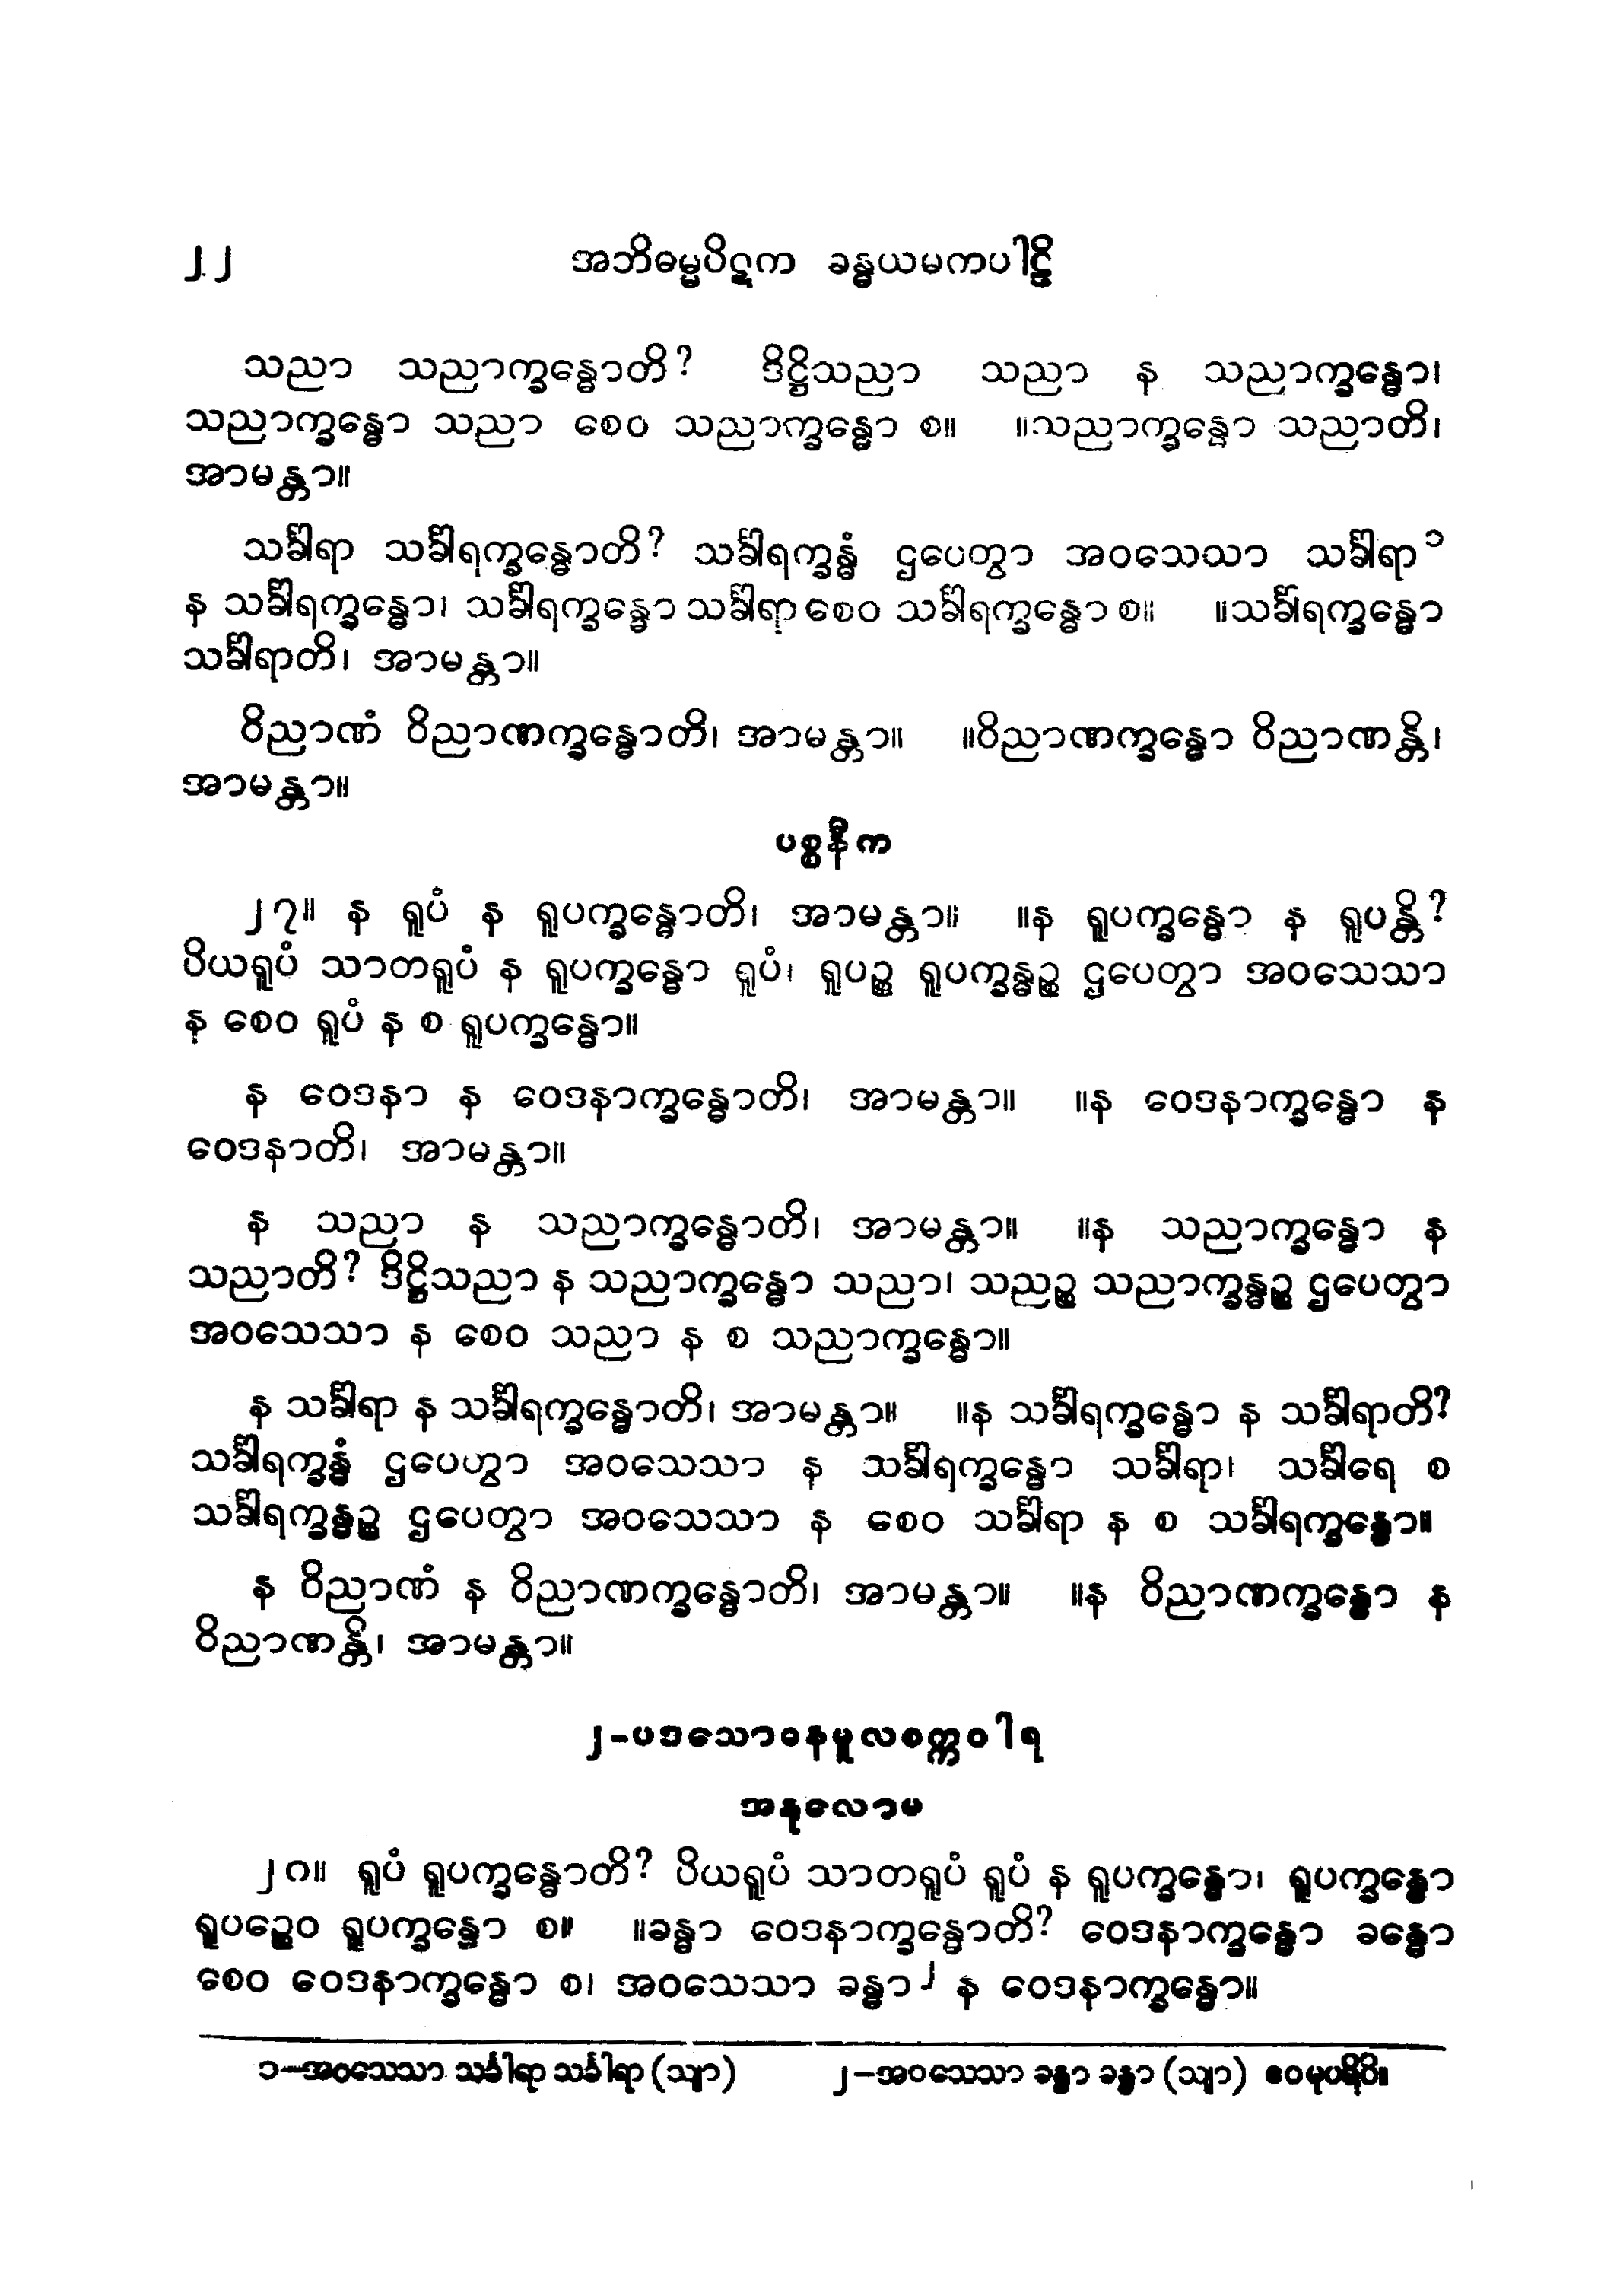 ၂၂ အဘိဓမ္မပိဋက ခန္ဓယမကပါဠိ
သညာ သညာက္ခန္ဓောတိ? ဒိဋ္ဌိသညာ သညာ န သညာက္ခန္ဓော၊
သညာက္ခန္ဓော သညာ စေဝ သညာက္ခန္ဓော စ။ ။သညာက္ခန္ဓော သညာတိ၊
အာမန္တာ။
သင်္ခါရာ သင်္ခါရက္ခန္ဓောတိ? သင်္ခါရက္ခန္ဓံ ဌပေတွာ အဝသေသာ သင်္ခါရာ ၁
န သင်္ခါရက္ခန္ဓော၊ သင်္ခါရက္ခန္ဓော သင်္ခါရာ စေဝ သင်္ခါရက္ခန္ဓော စ။ ။သင်္ခါရက္ခန္ဓော
သင်္ခါရာတိ၊ အာမန္တာ။
ဝိညာဏံ ဝိညာဏက္ခန္ဓောတိ၊ အာမန္တာ။ ။ဝိညာဏက္ခန္ဓော ဝိညာဏန္တိ၊
အာမန္တာ။
ပစ္စနီက
၂၇။ န ရူပံ န ရူပက္ခန္ဓောတိ၊ အာမန္တာ။ ။န ရူပက္ခန္ဓော န ရူပန္တိ?
ပိယရူပံ သာတရူပံ န ရူပက္ခန္ဓော ရူပံ၊ ရူပဉ္စ ရူပက္ခန္ဓဉ္စ ဌပေတွာ အဝသေသာ
န စေဝ ရူပံ န စ ရူပက္ခန္ဓော။
န ဝေဒနာ န ဝေဒနာက္ခန္ဓောတိ၊ အာမန္တာ။ ။န ဝေဒနာက္ခန္ဓော န
ဝေဒနာတိ၊ အာမန္တာ။
န သညာ န သညာက္ခန္ဓောတိ၊ အာမန္တာ။ ။န သညာက္ခန္ဓော န
သညာတိ? ဒိဋ္ဌိသညာ န သညာက္ခန္ဓော သညာ၊ သညဉ္စ သညာက္ခန္ဓဉ္စ ဌပေတွာ
အဝသေသာ န စေဝ သညာ န စ သညာက္ခန္ဓော။
န သင်္ခါရာ န သင်္ခါရက္ခန္ဓောတိ၊ အာမန္တာ။ ။န သင်္ခါရက္ခန္ဓော န သင်္ခါရာတိ?
သင်္ခါရက္ခန္ဓံ ဌပေတွာ အဝသေသာ န သင်္ခါရက္ခန္ဓော သင်္ခါရာ၊ သင်္ခါရေ စ
သင်္ခါရက္ခန္ဓဉ္စ ဌပေတွာ အဝသေသာ န စေဝ သင်္ခါရာ န စ သင်္ခါရက္ခန္ဓော။
န ဝိညာဏံ န ဝိညာဏက္ခန္ဓောတိ၊ အာမန္တာ။ ။န ဝိညာဏက္ခန္ဓော န
ဝိညာဏန္တိ၊ အာမန္တာ။
၂-ပဒသောဓနမူလစက္ကဝါရ
အနုလောမ
၂၈။ ရူပံ ရူပက္ခန္ဓောတိ? ပိယရူပံ သာတရူပံ ရူပံ န ရူပက္ခန္ဓော၊ ရူပက္ခန္ဓော
ရူပဉ္စေဝ ရူပက္ခန္ဓော စ။ ။ခန္ဓာ ဝေဒနာက္ခန္ဓောတိ? ဝေဒနာက္ခန္ဓော ခန္ဓော
စေဝ ဝေဒနာက္ခန္ဓော စ၊ အဝသေသာ ခန္ဓာ ၂ န ဝေဒနာက္ခန္ဓော။
၁-အဝသေသာ သင်္ခါရာ သင်္ခါရာ (သျာ) ၂-အဝသေသာ ခန္ဓာ ခန္ဓာ (သျာ) ဧဝမုပရိပိ။